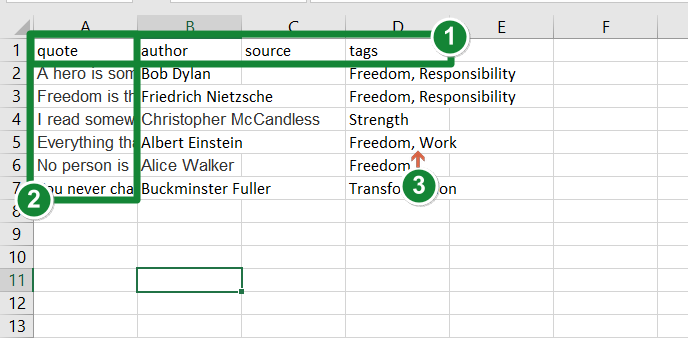 A B C D E F
1 quote author source tags 1
2 A hero is som Bob Dylan Freedom, Responsibility
3 Freedom is th Friedrich Nietzsche Freedom, Responsibility
4 I read somew Christopher McCandless Strength
5 Everything tha Albert Einstein Freedom, Work
6 No person is Alice Walker Freedom
7 You never cha Buckminster Fuller Transfo on
2 3
8
9
10
11
12
13